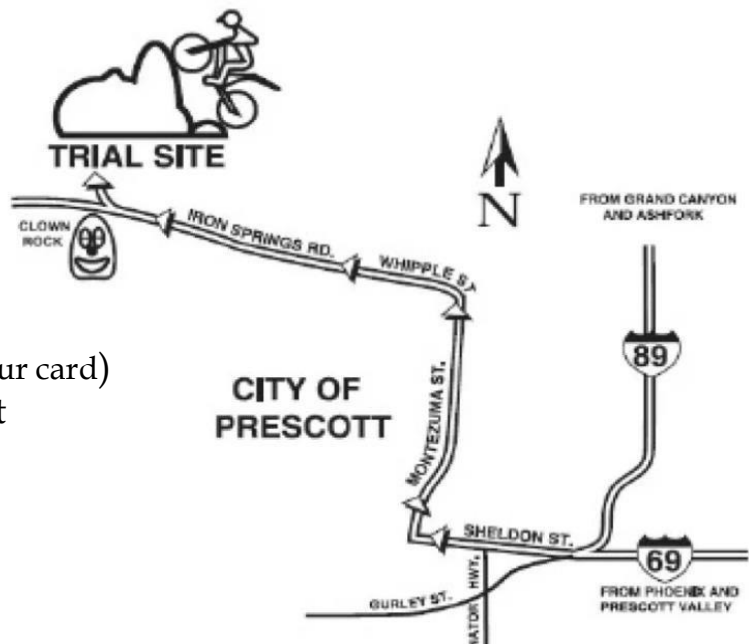 TRIAL SITE
CLOWN
ROCK
IRON SPRINGS RD.
WHIPPLE ST
N
FROM GRAND CANYON
AND ASHFORK
89
ur card)
t
CITY OF
PRESCOTT
MONTEZUMA ST.
SHELDON ST.
69
FROM PHOENIX AND
PRESCOTT VALLEY
GURLEY ST.
NATOR HWY.